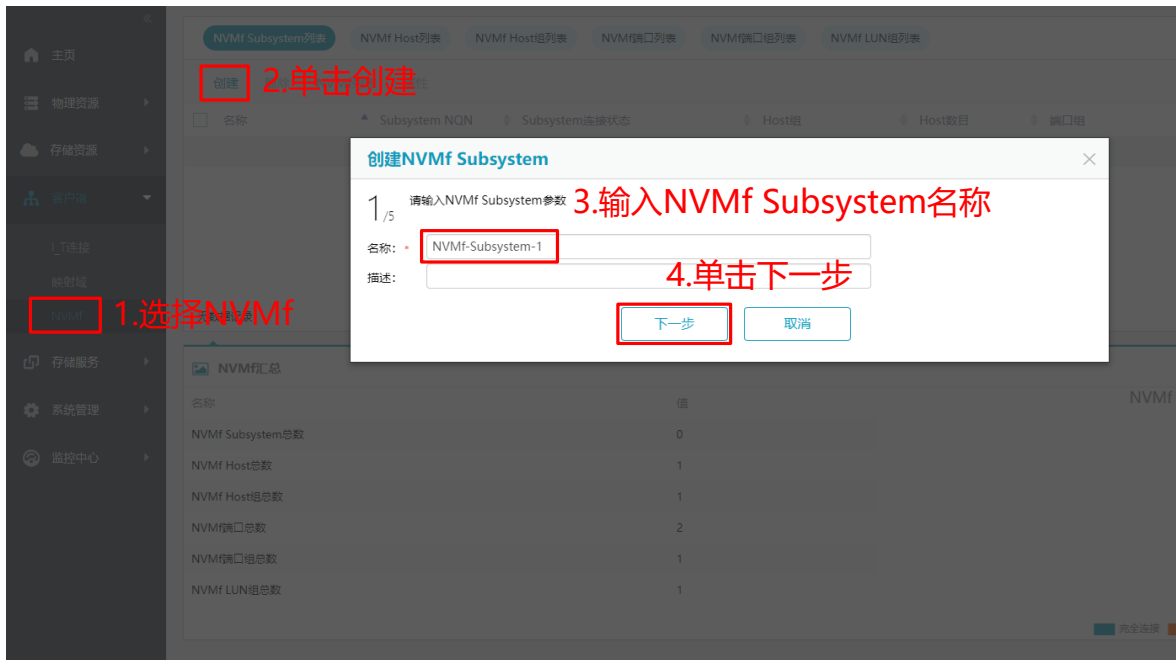 NVMf Subsystem列表 NVMf Host列表 NVMf Host组列表 NVMf端口列表 NVMf端口组列表 NVMf LUN组列表
主页
创建 2.单击创建 性
物理资源
名称 Subsystem NQN Subsystem连接状态 Host组 Host数目 端口组
存储资源
创建NVMf Subsystem
客户端
1/5 请输入NVMf Subsystem参数 3.输入NVMf Subsystem名称
I_T连接
名称: * NVMf-Subsystem-1
映射域
描述: 4.单击下一步
NVMf 1.选择NVMf
下一步 取消
存储服务
NVMf汇总
系统管理
名称 值 NVMf
NVMf Subsystem总数 0
监控中心
NVMf Host总数 1
NVMf Host组总数 1
NVMf端口总数 2
NVMf端口组总数 1
NVMf LUN组总数 1
完全连接